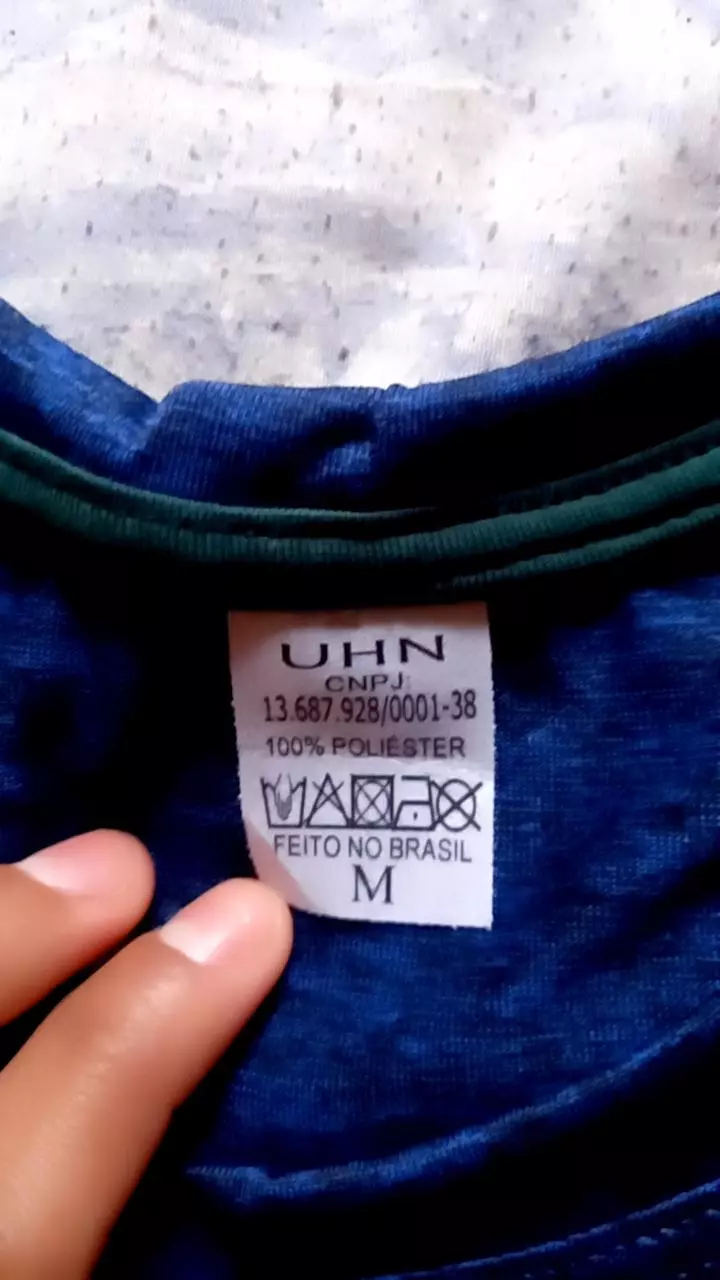 UHN
CNPJ:
13.687.928/0001-38
100% POLIÉSTER
FEITO NO BRASIL
M